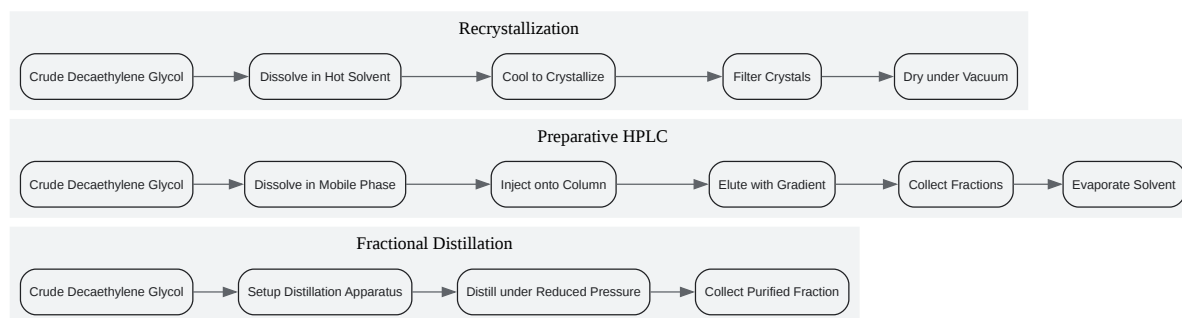 Recrystallization
Crude Decaethylene Glycol
Dissolve in Hot Solvent
Cool to Crystallize
Filter Crystals
Dry under Vacuum
Preparative HPLC
Crude Decaethylene Glycol
Dissolve in Mobile Phase
Inject onto Column
Elute with Gradient
Collect Fractions
Evaporate Solvent
Fractional Distillation
Crude Decaethylene Glycol
Setup Distillation Apparatus
Distill under Reduced Pressure
Collect Purified Fraction